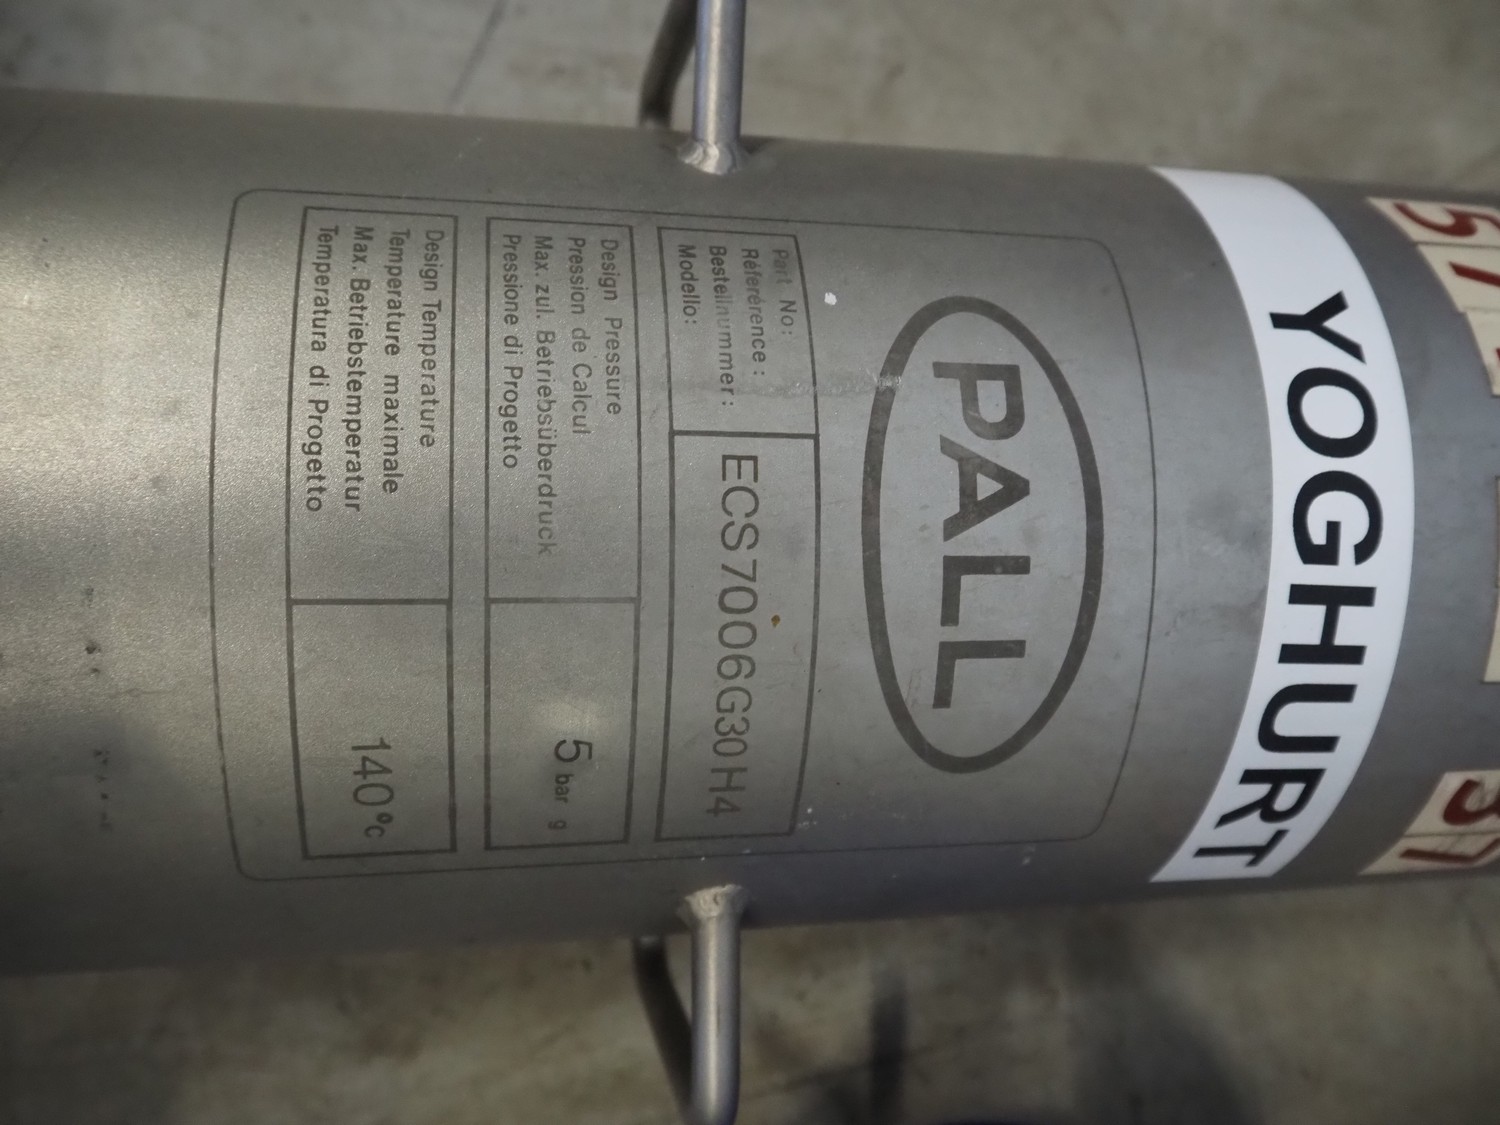 YOGHURT
PALL
Part No:
Réferérence :
Bestellnummer :
Modello:
ECS7006G30H4
Design Pressure
Pression de Calcul
Max. zul. Betriebsüberdruck
Pressione di Progetto
5 bar g
Design Temperature
Temperature maximale
Max. Betriebstemperatur
Temperatura di Progetto
140°c